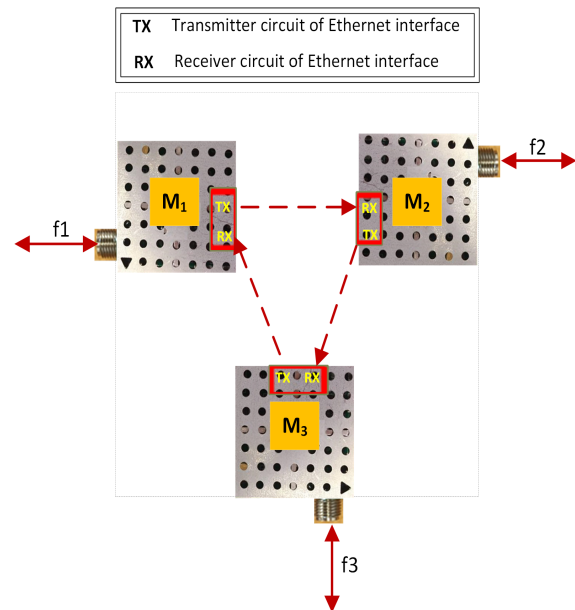 TX Transmitter circuit of Ethernet interface
RX Receiver circuit of Ethernet interface
f2
M1
TX
RX
RX
TX
M2
f1
TX RX
M3
f3